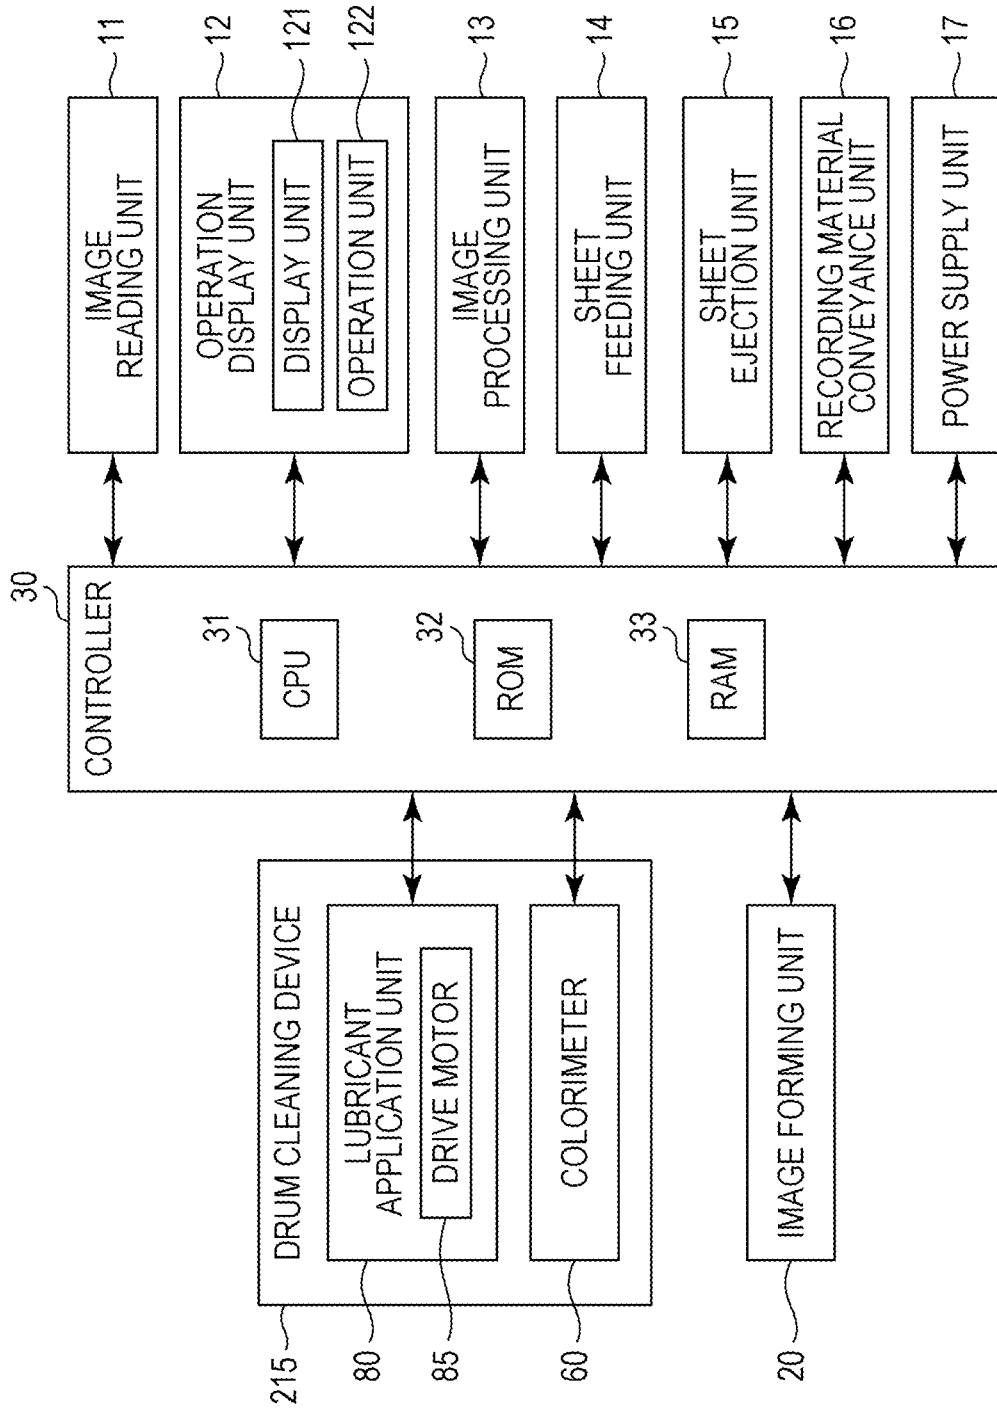 215
DRUM CLEANING DEVICE
80
LUBRICANT
APPLICATION UNIT
85
DRIVE MOTOR
60
COLORIMETER
20
IMAGE FORMING UNIT
30
CONTROLLER
31
CPU
32
ROM
33
RAM
11
IMAGE
READING UNIT
12
OPERATION
DISPLAY UNIT
121
DISPLAY UNIT
122
OPERATION UNIT
13
IMAGE
PROCESSING UNIT
14
SHEET
FEEDING UNIT
15
SHEET
EJECTION UNIT
16
RECORDING MATERIAL
CONVEYANCE UNIT
17
POWER SUPPLY UNIT